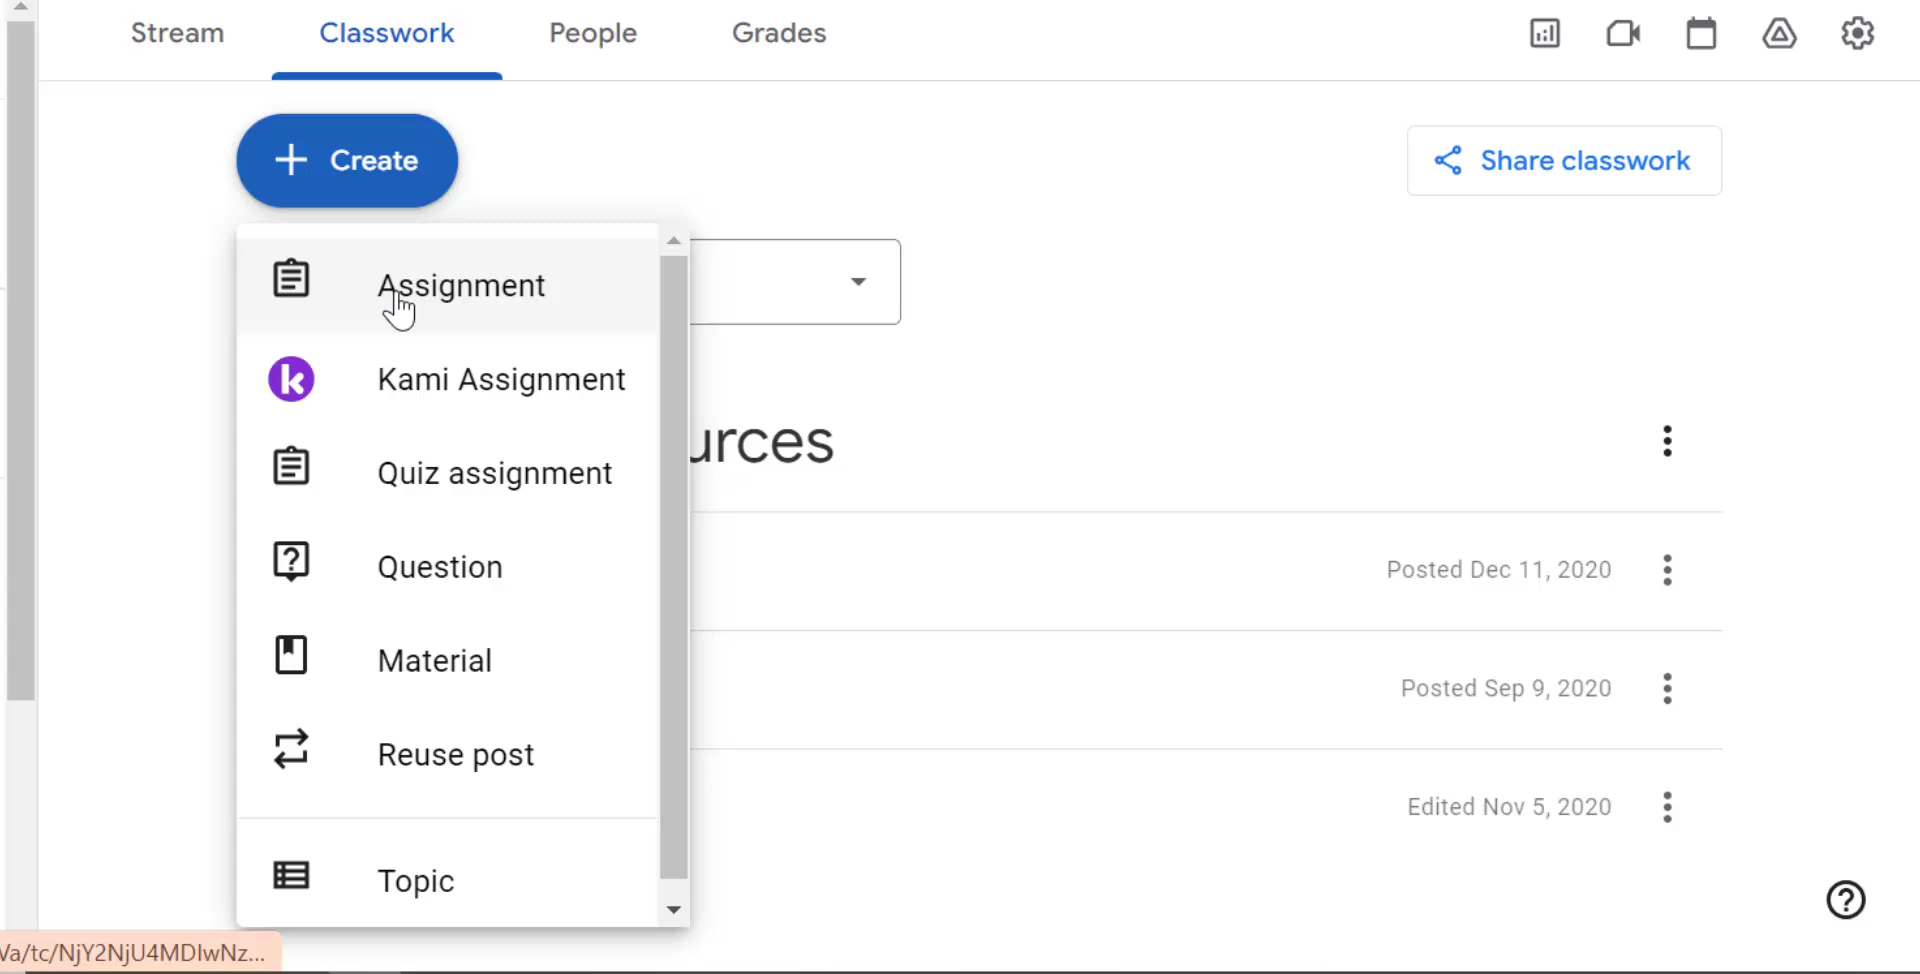 Stream Classwork People Grades
Create
Share classwork
Assignment
Kami Assignment
Quiz assignment
urces
Question
Posted Dec 11, 2020
Material
Posted Sep 9, 2020
Reuse post
Edited Nov 5, 2020
Topic
/a/tc/NjY2NjU4MDIwNz...